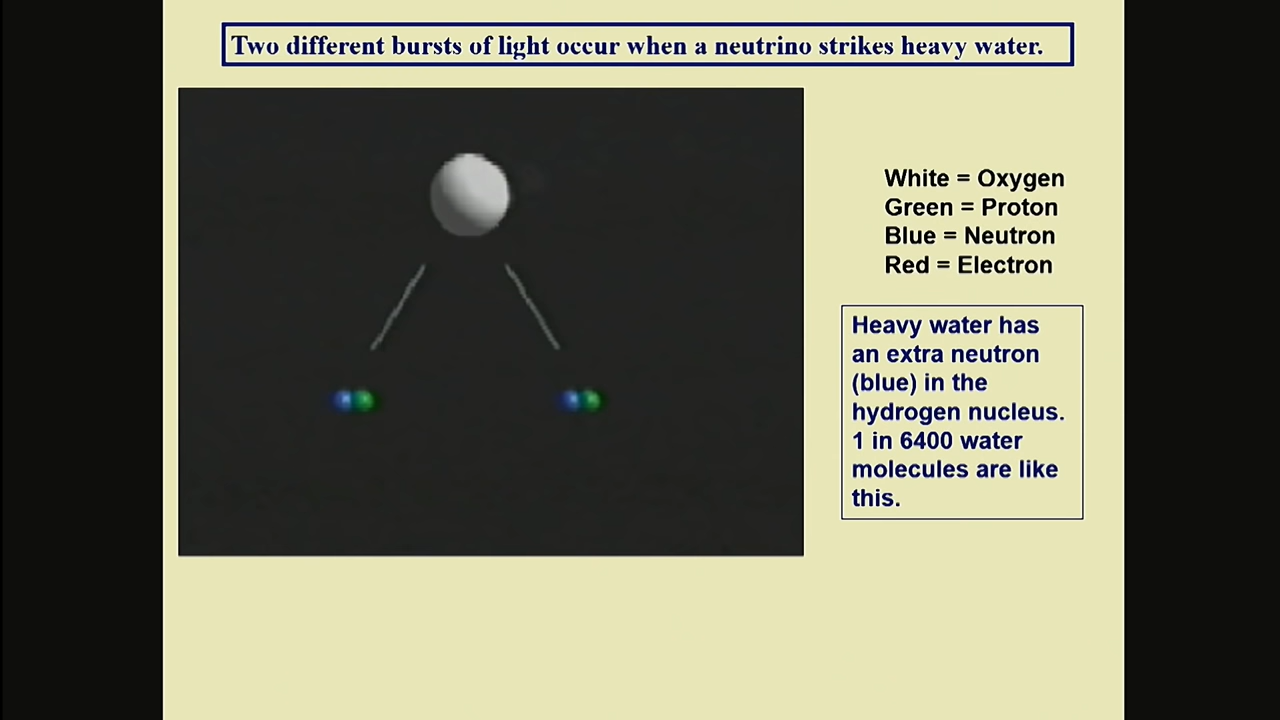 Two different bursts of light occur when a neutrino strikes heavy water.
White = Oxygen
Green = Proton
Blue = Neutron
Red = Electron
Heavy water has
an extra neutron
(blue) in the
hydrogen nucleus.
1 in 6400 water
molecules are like
this.